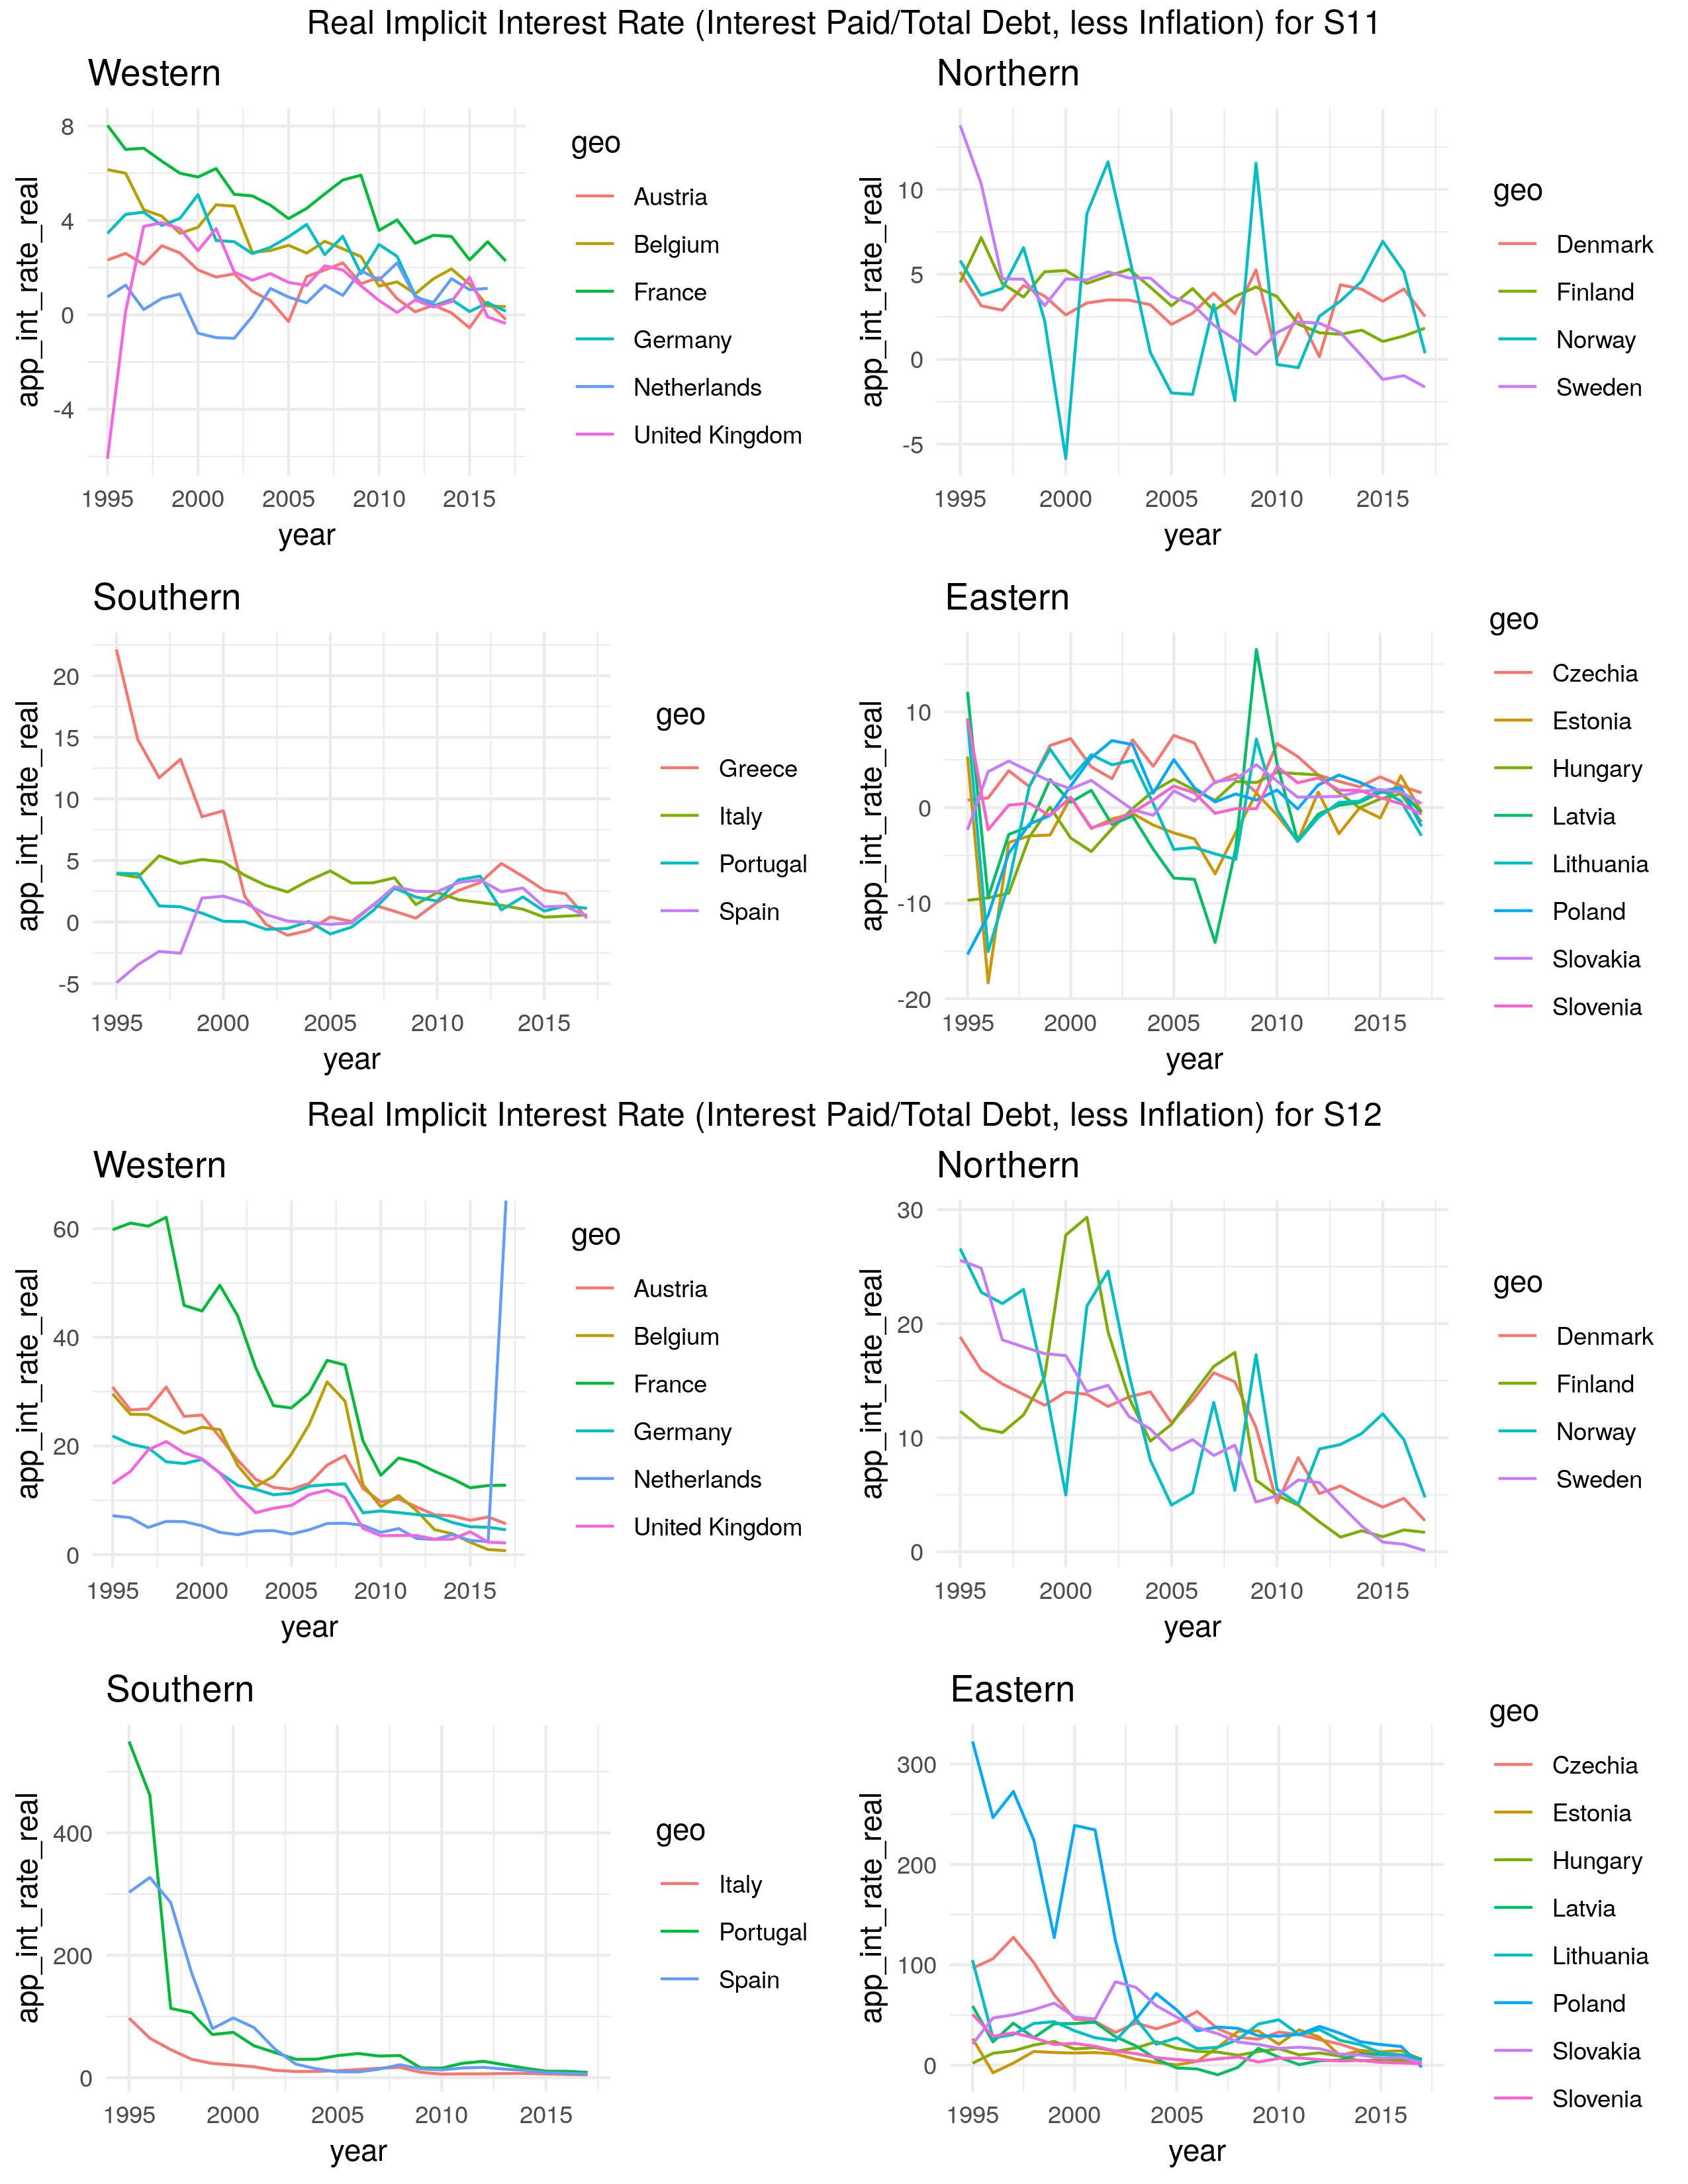 Real Implicit Interest Rate (Interest Paid/Total Debt, less Inflation) for S11
Western
app_int_rate_real
8
4
0
-4
1995 2000 2005 2010 2015
year
geo
Austria
Belgium
France
Germany
Netherlands
United Kingdom
Northern
app_int_rate_real
10
5
0
-5
1995 2000 2005 2010 2015
year
geo
Denmark
Finland
Norway
Sweden
Southern
app_int_rate_real
20
15
10
5
0
-5
1995 2000 2005 2010 2015
year
geo
Greece
Italy
Portugal
Spain
Eastern
app_int_rate_real
10
0
-10
-20
1995 2000 2005 2010 2015
year
geo
Czechia
Estonia
Hungary
Latvia
Lithuania
Poland
Slovakia
Slovenia
Real Implicit Interest Rate (Interest Paid/Total Debt, less Inflation) for S12
Western
app_int_rate_real
60
40
20
0
1995 2000 2005 2010 2015
year
geo
Austria
Belgium
France
Germany
Netherlands
United Kingdom
Northern
app_int_rate_real
30
20
10
0
1995 2000 2005 2010 2015
year
geo
Denmark
Finland
Norway
Sweden
Southern
app_int_rate_real
400
200
0
1995 2000 2005 2010 2015
year
geo
Italy
Portugal
Spain
Eastern
app_int_rate_real
300
200
100
0
1995 2000 2005 2010 2015
year
geo
Czechia
Estonia
Hungary
Latvia
Lithuania
Poland
Slovakia
Slovenia